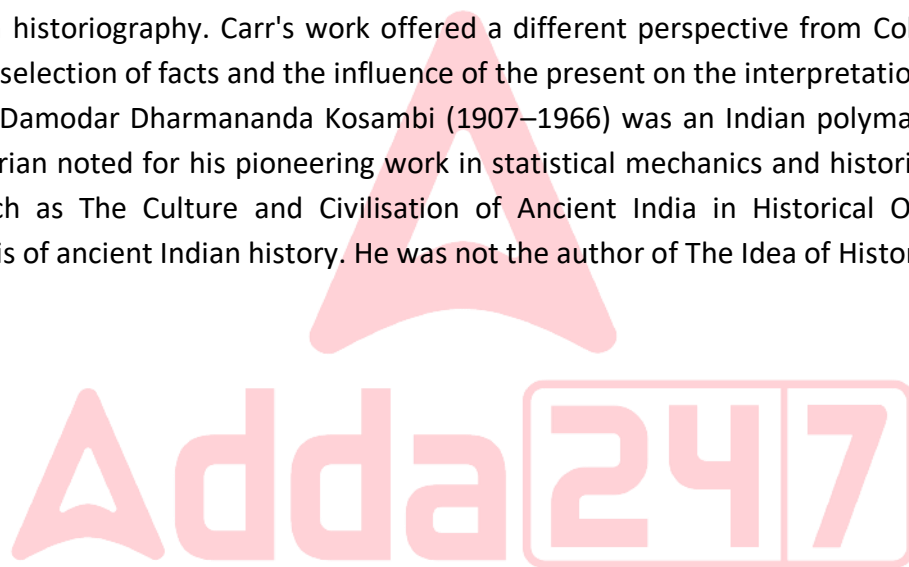 historiography. Carr's work offered a different perspective from Col
selection of facts and the influence of the present on the interpretatio
Damodar Dharmananda Kosambi (1907–1966) was an Indian polyma
rian noted for his pioneering work in statistical mechanics and histori
ch as The Culture and Civilisation of Ancient India in Historical O
is of ancient Indian history. He was not the author of The Idea of Histor
Adda247